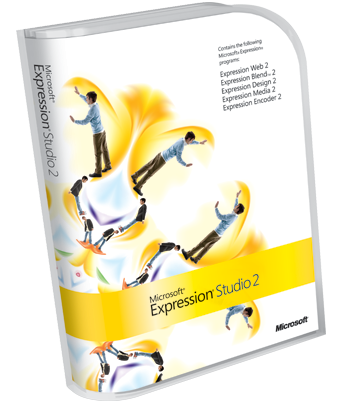 Microsoft®
Expression® Studio 2
Contains the following
Microsoft® Expression®
programs:
Expression Web 2
Expression Blend™ 2
Expression Design 2
Expression Media 2
Expression Encoder 2
Microsoft®
Expression® Studio 2
Microsoft®